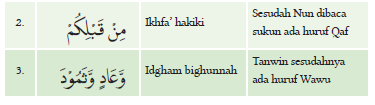 2. مِنْ قَبْلِكُمْ Ikhfa’ hakiki Sesudah Nun dibaca
sukun ada huruf Qaf
3. وَّعَادٍ وَّثَمُوْدَ Idgham bighunnah Tanwin sesudahnya
ada huruf Wawu